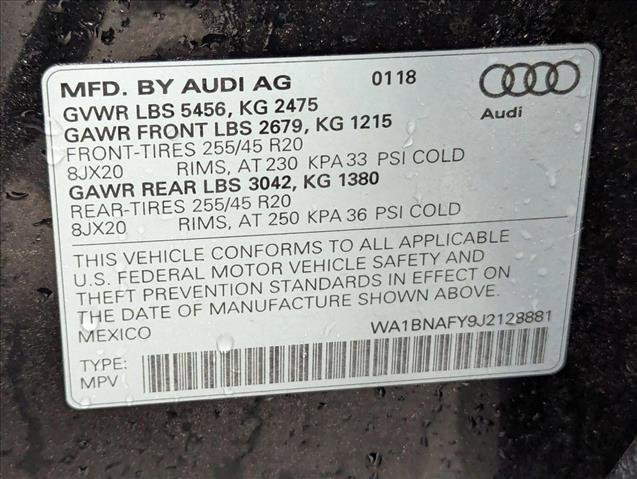 MFD. BY AUDI AG 0118
GVWR LBS 5456, KG 2475
GAWR FRONT LBS 2679, KG 1215
FRONT-TIRES 255/45 R20
8JX20 RIMS, AT 230 KPA 33 PSI COLD
GAWR REAR LBS 3042, KG 1380
REAR-TIRES 255/45 R20
8JX20 RIMS, AT 250 KPA 36 PSI COLD
Audi
THIS VEHICLE CONFORMS TO ALL APPLICABLE
U.S. FEDERAL MOTOR VEHICLE SAFETY AND
THEFT PREVENTION STANDARDS IN EFFECT ON
THE DATE OF MANUFACTURE SHOWN ABOVE.
MEXICO WA1BNAFY9J2128881
TYPE:
MPV